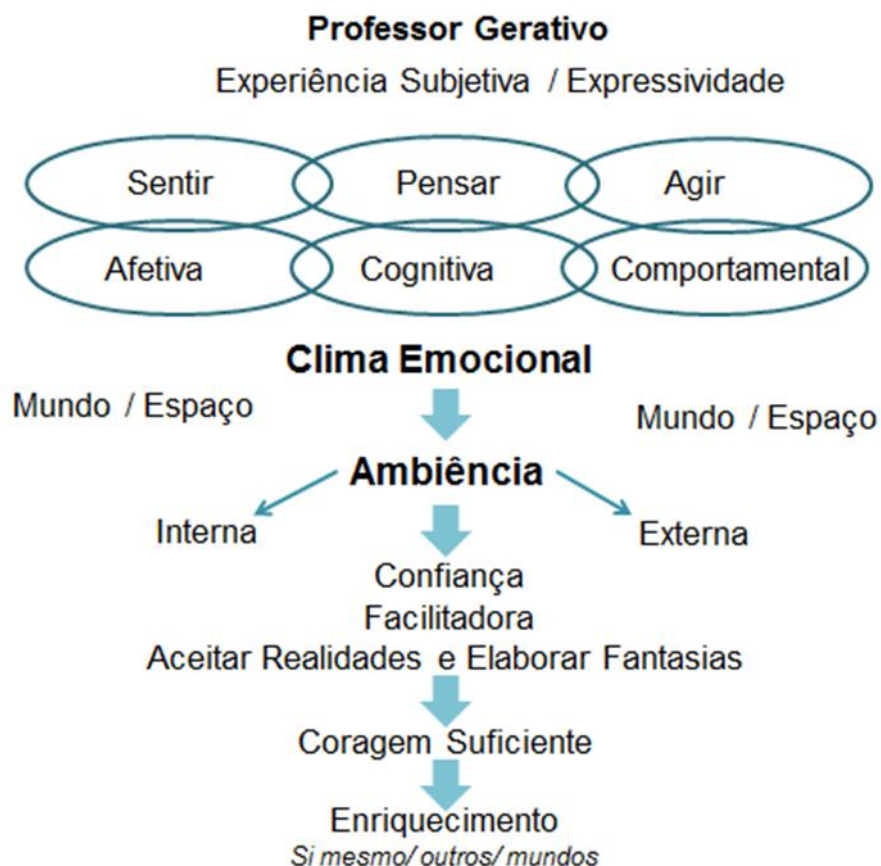 Professor Gerativo
Experiência Subjetiva / Expressividade
Sentir Pensar Agir
Afetiva Cognitiva Comportamental
Clima Emocional
Mundo / Espaço Mundo / Espaço
Ambiência
Interna Externa
Confiança
Facilitadora
Aceitar Realidades e Elaborar Fantasias
Coragem Suficiente
Enriquecimento
Si mesmo/ outros/ mundos